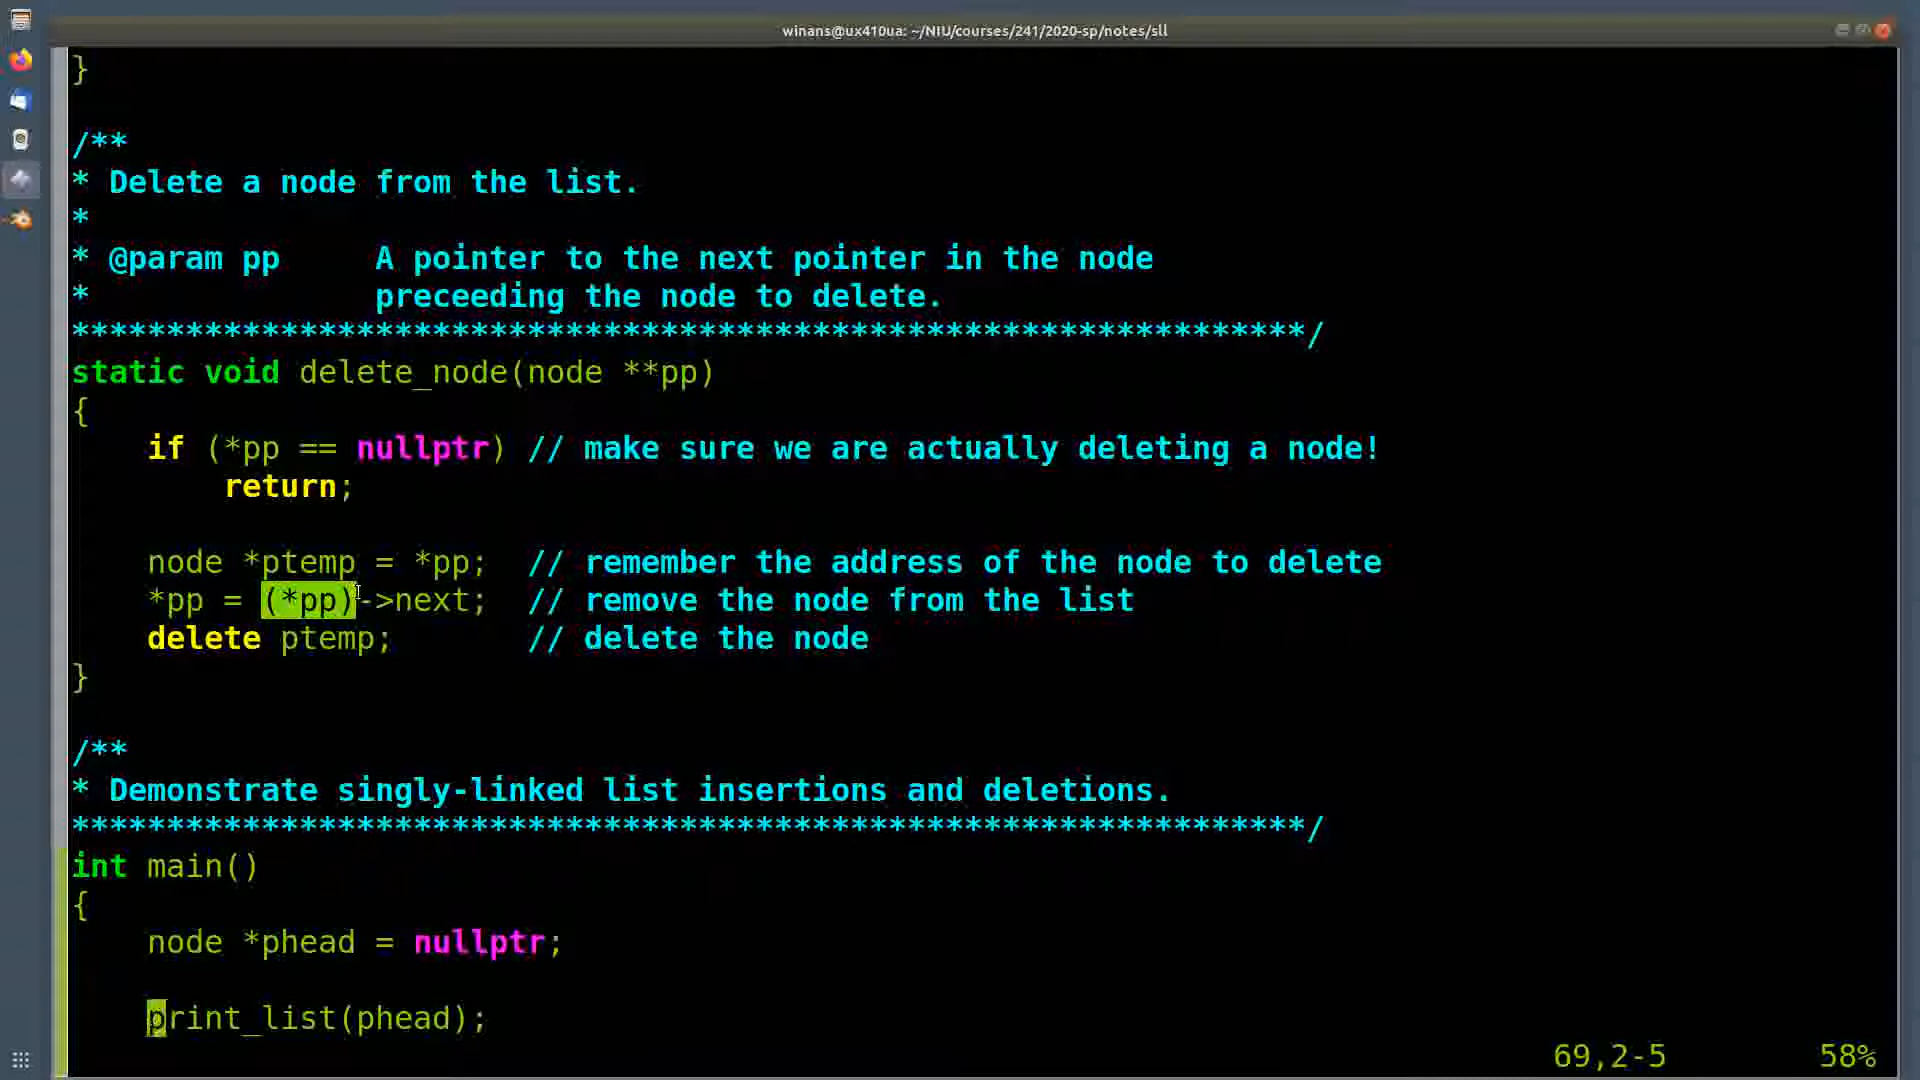 winans@ux410ua: ~/NIU/courses/241/2020-sp/notes/sll
}
/**
* Delete a node from the list.
*
* @param pp     A pointer to the next pointer in the node
*               preceeding the node to delete.
*****************************************************************/
static void delete_node(node **pp)
{
    if (*pp == nullptr) // make sure we are actually deleting a node!
        return;
    node *ptemp = *pp;  // remember the address of the node to delete
    *pp = (*pp)->next;  // remove the node from the list
    delete ptemp;       // delete the node
}
/**
* Demonstrate singly-linked list insertions and deletions.
*****************************************************************/
int main()
{
    node *phead = nullptr;
    print_list(phead);
69,2-5        58%